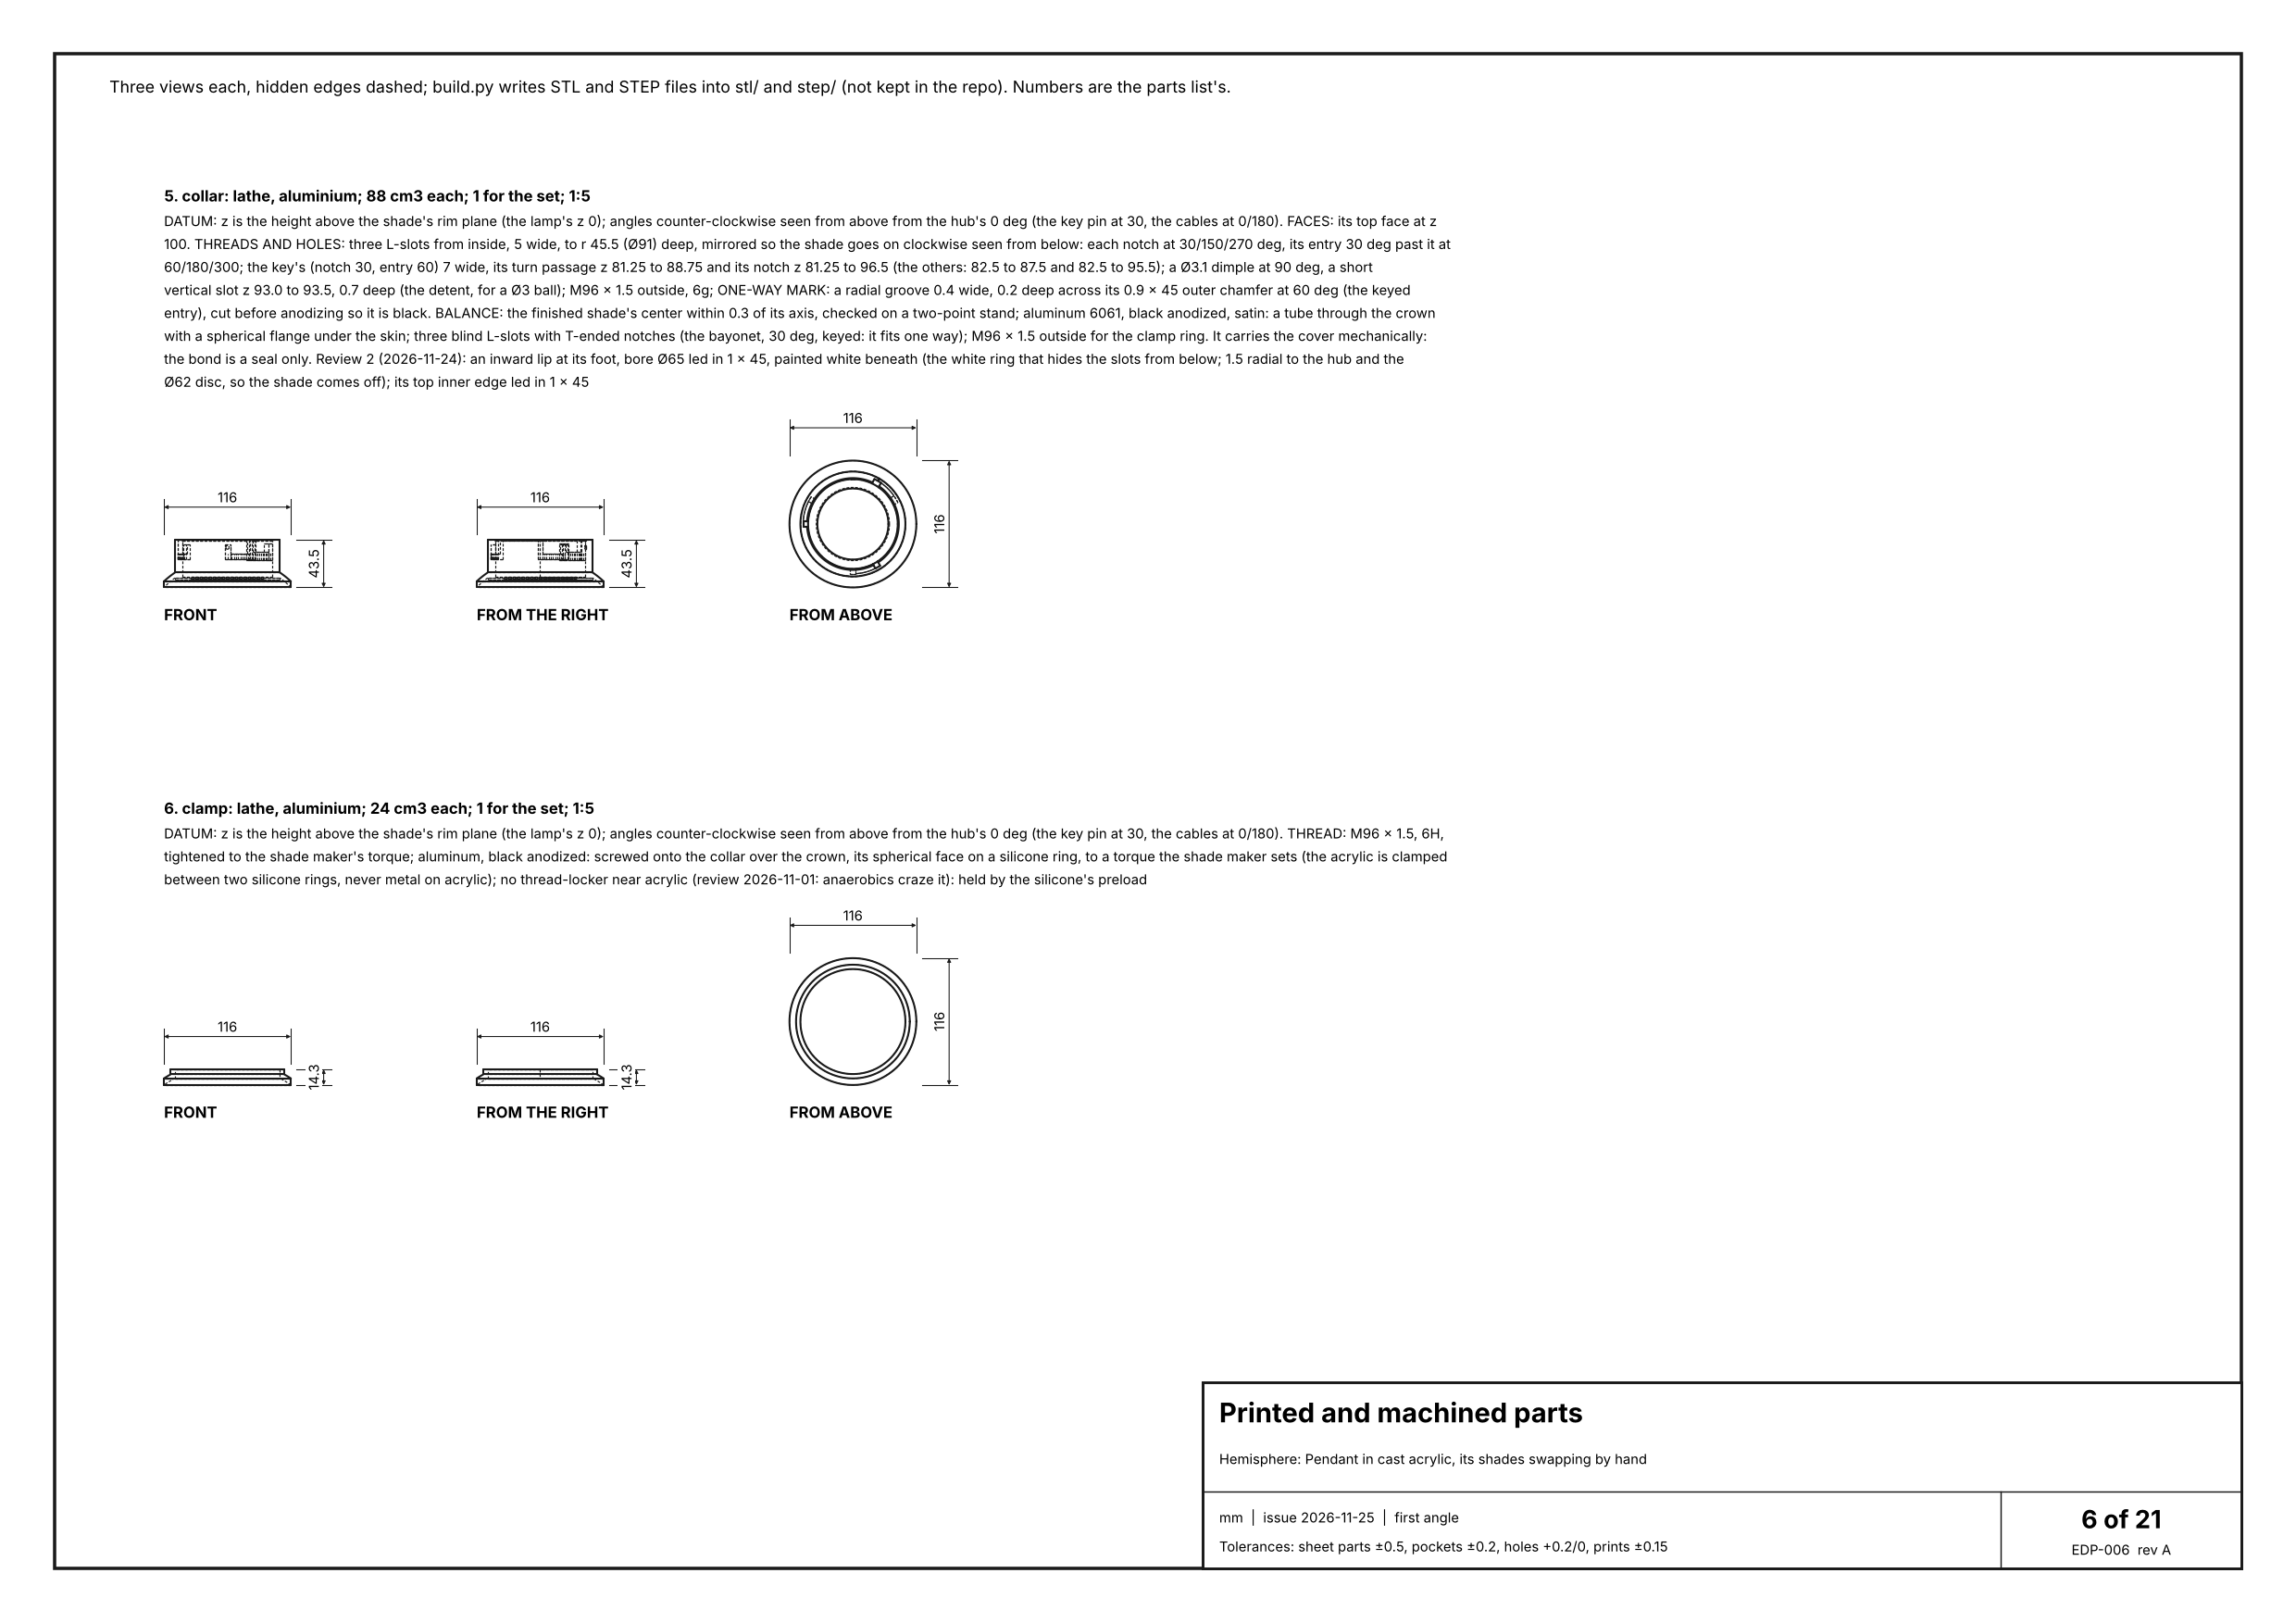 Three views each, hidden edges dashed; build.py writes STL and STEP files into stl/ and step/ (not kept in the repo). Numbers are the parts list's.
5. collar: lathe, aluminium; 88 cm3 each; 1 for the set; 1:5
DATUM: z is the height above the shade's rim plane (the lamp's z 0); angles counter-clockwise seen from above from the hub's 0 deg (the key pin at 30, the cables at 0/180). FACES: its top face at z
100. THREADS AND HOLES: three L-slots from inside, 5 wide, to r 45.5 (Ø91) deep, mirrored so the shade goes on clockwise seen from below: each notch at 30/150/270 deg, its entry 30 deg past it at
60/180/300; the key's (notch 30, entry 60) 7 wide, its turn passage z 81.25 to 88.75 and its notch z 81.25 to 96.5 (the others: 82.5 to 87.5 and 82.5 to 95.5); a Ø3.1 dimple at 90 deg, a short
vertical slot z 93.0 to 93.5, 0.7 deep (the detent, for a Ø3 ball); M96 × 1.5 outside, 6g; ONE-WAY MARK: a radial groove 0.4 wide, 0.2 deep across its 0.9 × 45 outer chamfer at 60 deg (the keyed
entry), cut before anodizing so it is black. BALANCE: the finished shade's center within 0.3 of its axis, checked on a two-point stand; aluminum 6061, black anodized, satin: a tube through the crown
with a spherical flange under the skin; three blind L-slots with T-ended notches (the bayonet, 30 deg, keyed: it fits one way); M96 × 1.5 outside for the clamp ring. It carries the cover mechanically:
the bond is a seal only. Review 2 (2026-11-24): an inward lip at its foot, bore Ø65 led in 1 × 45, painted white beneath (the white ring that hides the slots from below; 1.5 radial to the hub and the
Ø62 disc, so the shade comes off); its top inner edge led in 1 × 45
116
116
116
116
43.5
43.5
FRONT
FROM THE RIGHT
FROM ABOVE
6. clamp: lathe, aluminium; 24 cm3 each; 1 for the set; 1:5
DATUM: z is the height above the shade's rim plane (the lamp's z 0); angles counter-clockwise seen from above from the hub's 0 deg (the key pin at 30, the cables at 0/180). THREAD: M96 × 1.5, 6H,
tightened to the shade maker's torque; aluminum, black anodized: screwed onto the collar over the crown, its spherical face on a silicone ring, to a torque the shade maker sets (the acrylic is clamped
between two silicone rings, never metal on acrylic); no thread-locker near acrylic (review 2026-11-01: anaerobics craze it): held by the silicone's preload
116
116
116
116
14.3
14.3
FRONT
FROM THE RIGHT
FROM ABOVE
Printed and machined parts
Hemisphere: Pendant in cast acrylic, its shades swapping by hand
mm | issue 2026-11-25 | first angle
Tolerances: sheet parts ±0.5, pockets ±0.2, holes +0.2/0, prints ±0.15
6 of 21
EDP-006 rev A